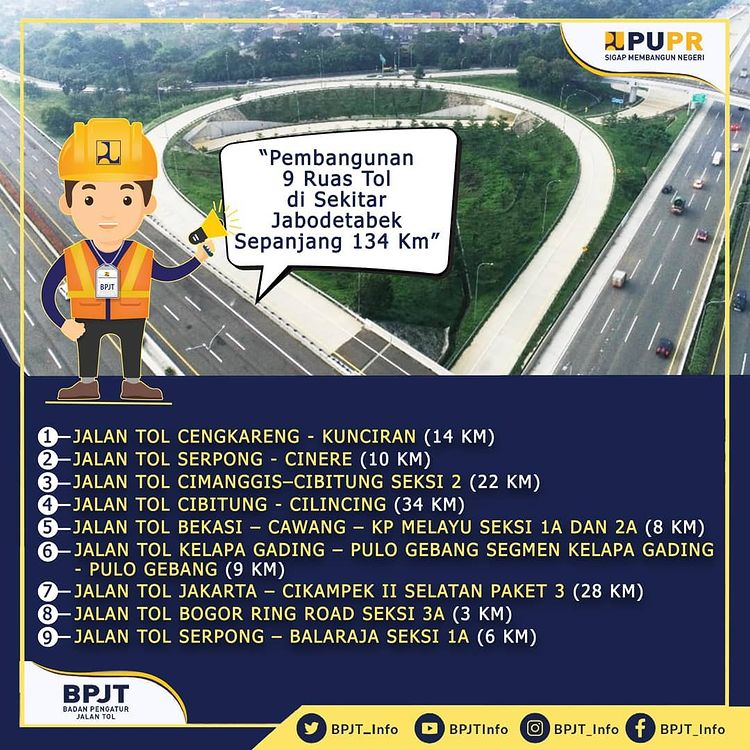 PUPR
SIGAP MEMBANGUN NEGERI
“Pembangunan
9 Ruas Tol
di Sekitar
Jabodetabek
Sepanjang 134 Km”
BPJT
1 JALAN TOL CENGKARENG - KUNCIRAN (14 KM)
2 JALAN TOL SERPONG - CINERE (10 KM)
3 JALAN TOL CIMANGGIS–CIBITUNG SEKSI 2 (22 KM)
4 JALAN TOL CIBITUNG - CILINCING (34 KM)
5 JALAN TOL BEKASI – CAWANG – KP MELAYU SEKSI 1A DAN 2A (8 KM)
6 JALAN TOL KELAPA GADING – PULO GEBANG SEGMEN KELAPA GADING
- PULO GEBANG (9 KM)
7 JALAN TOL JAKARTA – CIKAMPEK II SELATAN PAKET 3 (28 KM)
8 JALAN TOL BOGOR RING ROAD SEKSI 3A (3 KM)
9 JALAN TOL SERPONG – BALARAJA SEKSI 1A (6 KM)
BPJT
BADAN PENGATUR
JALAN TOL
BPJT_Info BPJTInfo BPJT_Info BPJT_Info